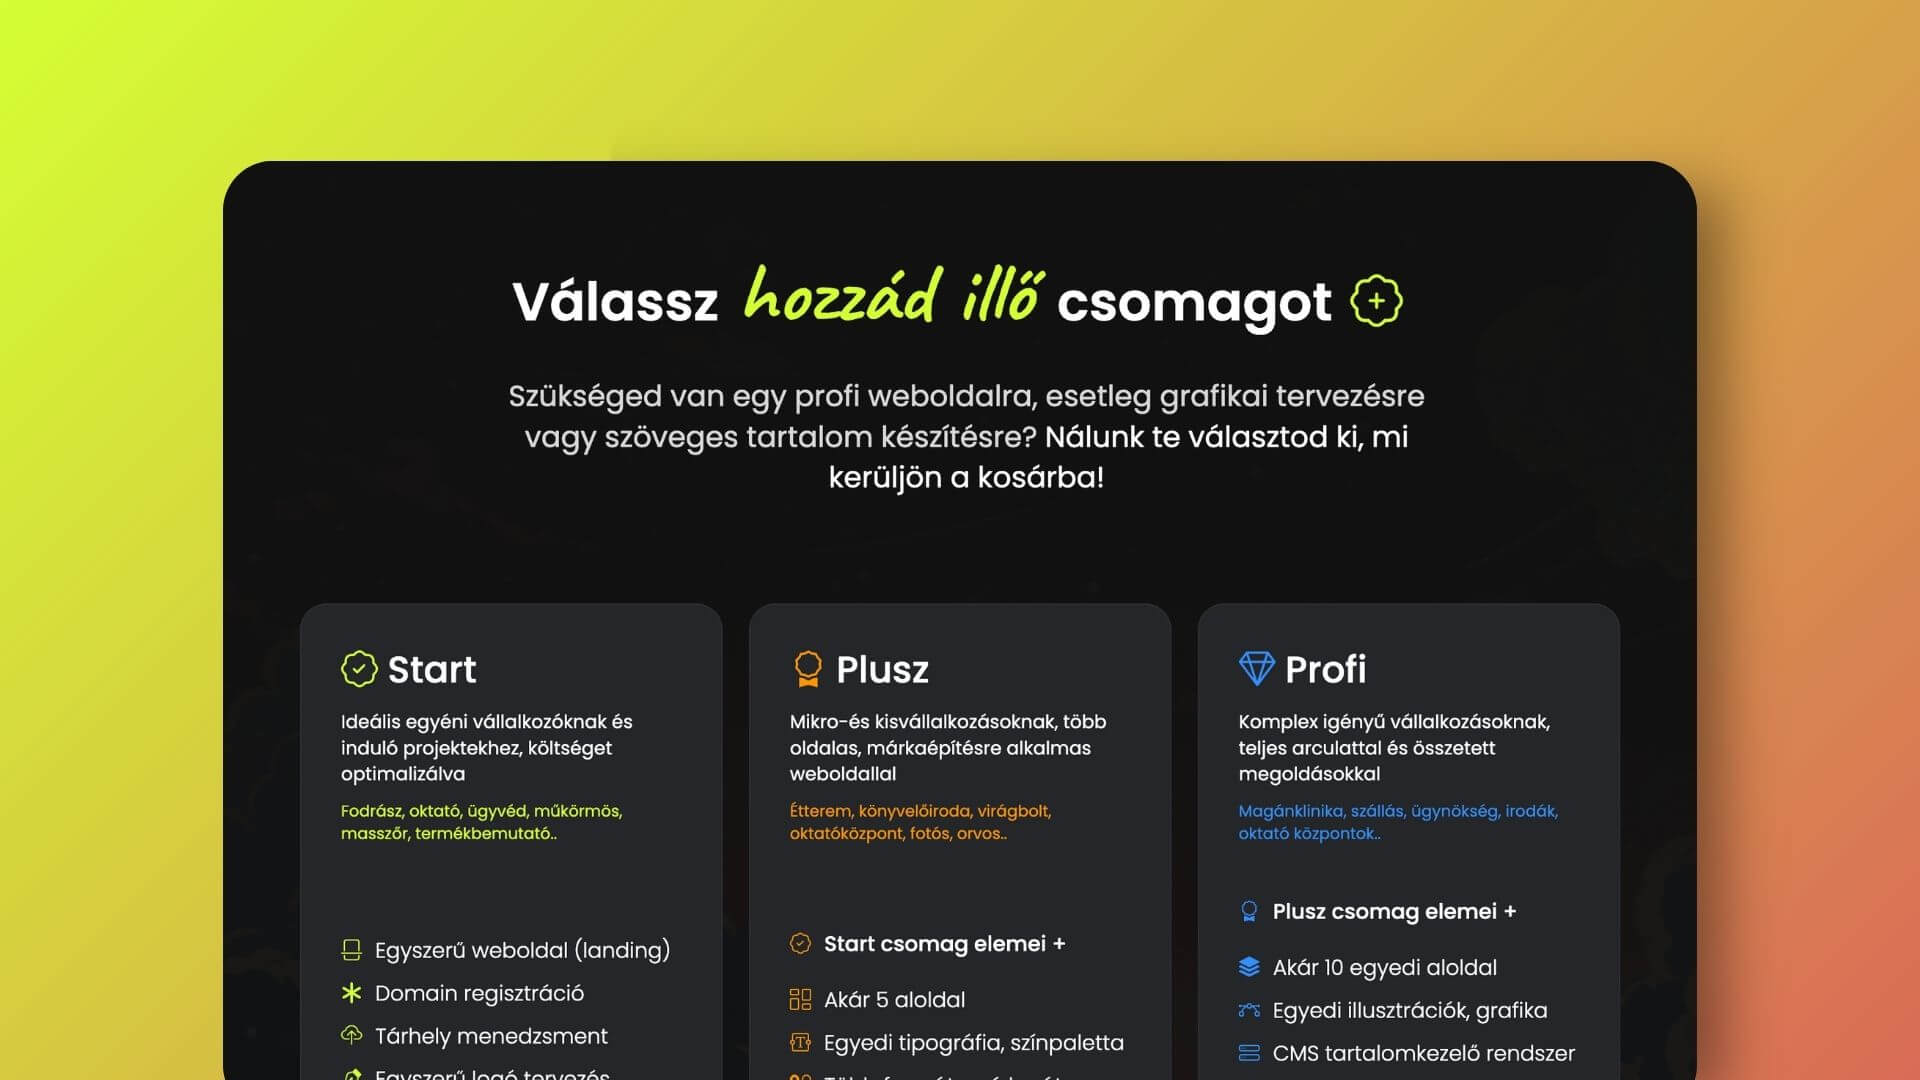 Válassz hozzád illő csomagot
Szükséged van egy profi weboldalra, esetleg grafikai tervezésre
vagy szöveges tartalom készítésre? Nálunk te választod ki, mi
kerüljön a kosárba!
Start
Ideális egyéni vállalkozóknak és
induló projektekhez, költséget
optimalizálva
Fodrász, oktató, ügyvéd, műkörmös,
masszőr, termékbemutató..
Egyszerű weboldal (landing)
Domain regisztráció
Tárhely menedzsment
Egyszerű logó tervezés
Plusz
Mikro-és kisvállalkozásoknak, több
oldalas, márkaépítésre alkalmas
weboldallal
Étterem, könyvelőiroda, virágbolt,
oktatóközpont, fotós, orvos..
Start csomag elemei +
Akár 5 aloldal
Egyedi tipográfia, színpaletta
Profi
Komplex igényű vállalkozásoknak,
teljes arculattal és összetett
megoldásokkal
Magánklinika, szállás, ügynökség, irodák,
oktató központok..
Plusz csomag elemei +
Akár 10 egyedi aloldal
Egyedi illusztrációk, grafika
CMS tartalomkezelő rendszer